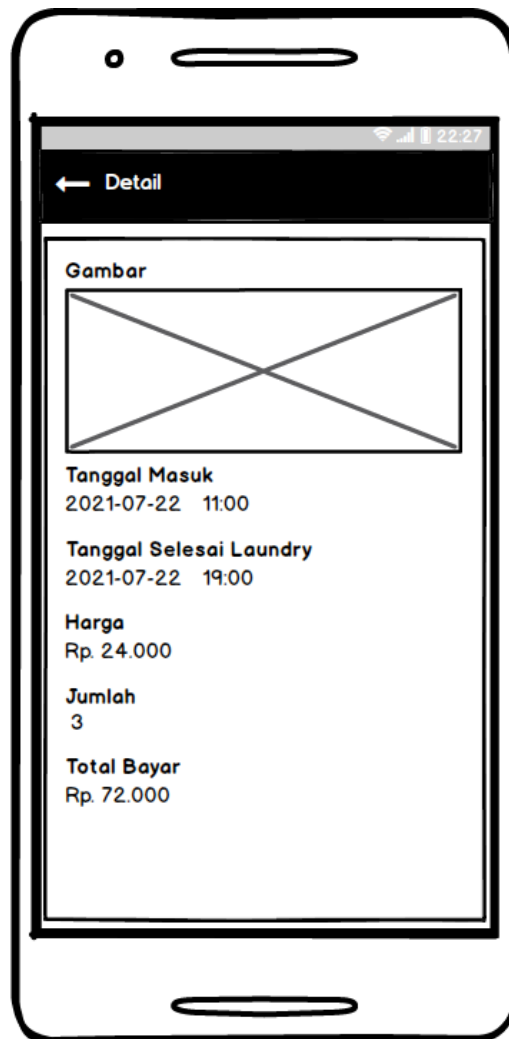 22:27
Detail
Gambar
Tanggal Masuk
2021-07-22 11:00
Tanggal Selesai Laundry
2021-07-22 19:00
Harga
Rp. 24.000
Jumlah
3
Total Bayar
Rp. 72.000